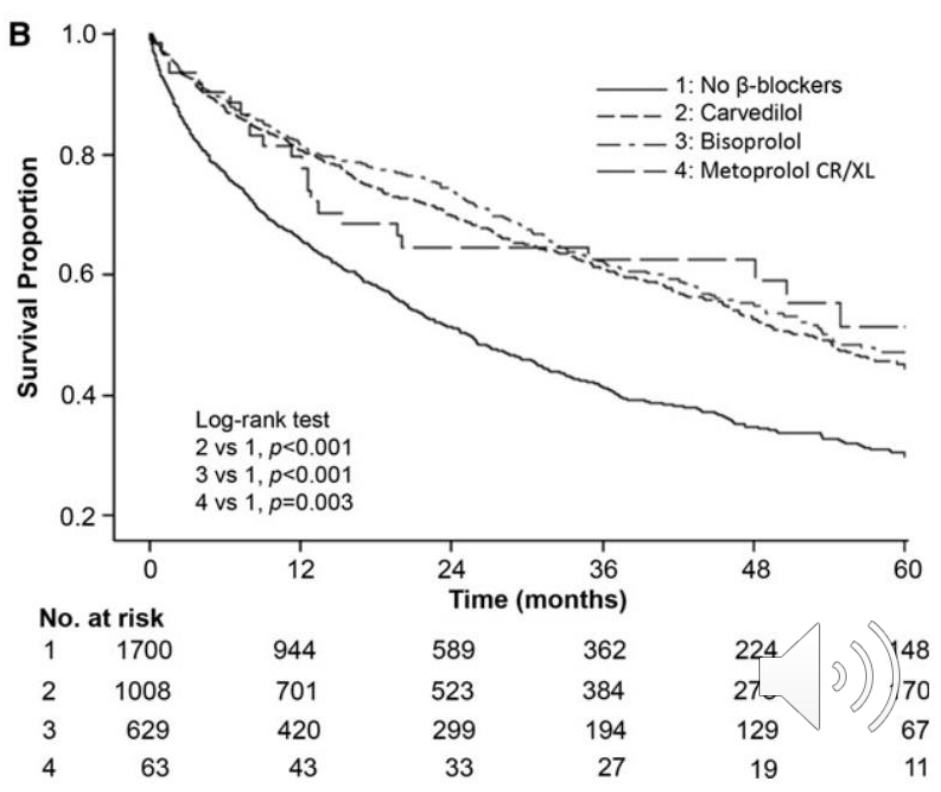 B
1.0
0.8
0.6
0.4
0.2
Survival Proportion
1: No β-blockers
2: Carvedilol
3: Bisoprolol
4: Metoprolol CR/XL
Log-rank test
2 vs 1, p<0.001
3 vs 1, p<0.001
4 vs 1, p=0.003
0 12 24 36 48 60
Time (months)
No. at risk
1 1700 944 589 362 224 148
2 1008 701 523 384
3 629 420 299 194 129 67
4 63 43 33 27 19 11